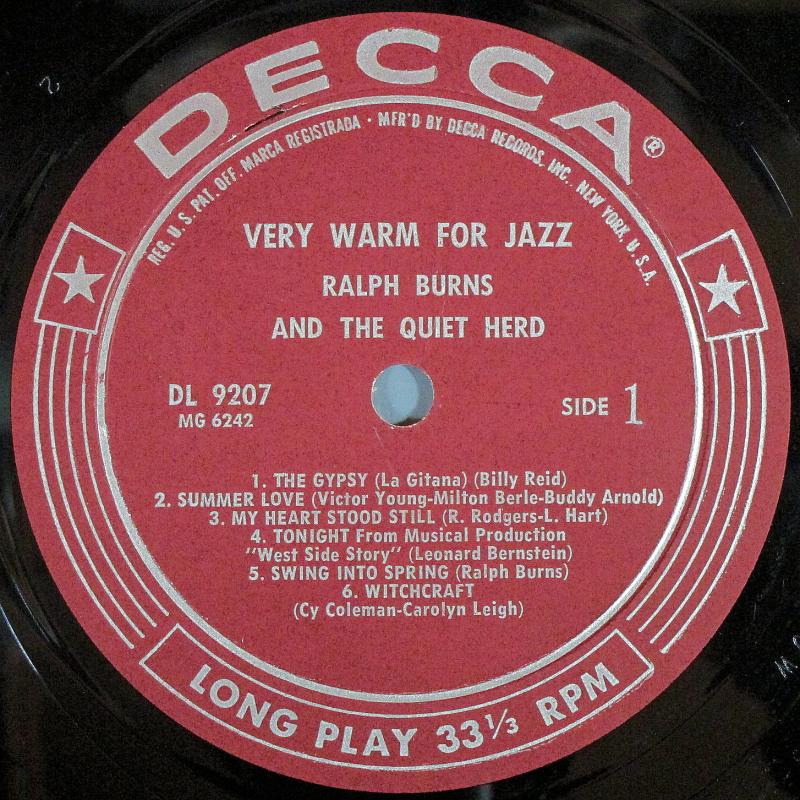 DECCA®
REG. U.S. PAT. OFF. MARCA REGISTRADA • MFR'D BY DECCA RECORDS, INC., NEW YORK, U.S.A.
VERY WARM FOR JAZZ
RALPH BURNS
AND THE QUIET HERD
DL 9207
MG 6242
SIDE 1
1. THE GYPSY (La Gitana) (Billy Reid)
2. SUMMER LOVE (Victor Young-Milton Berle-Buddy Arnold)
3. MY HEART STOOD STILL (R. Rodgers-L. Hart)
4. TONIGHT From Musical Production
"West Side Story" (Leonard Bernstein)
5. SWING INTO SPRING (Ralph Burns)
6. WITCHCRAFT
(Cy Coleman-Carolyn Leigh)
LONG PLAY 33⅓ RPM